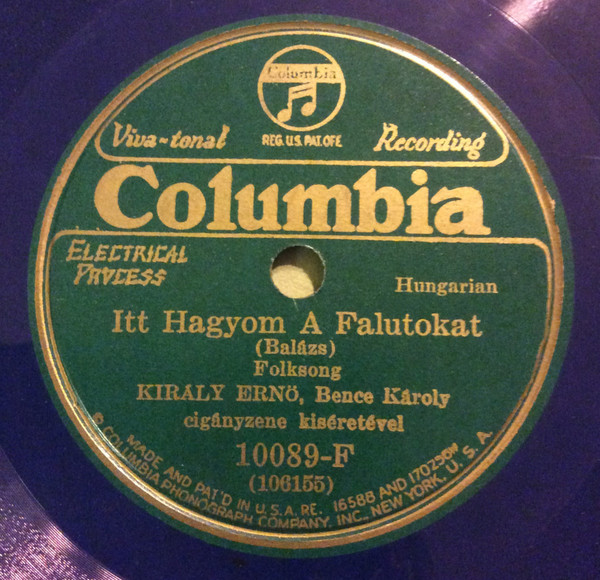 Columbia
Viva-tonal REG. U.S. PAT. OFF. Recording
Columbia
ELECTRICAL
PROCESS
Hungarian
Itt Hagyom A Falutokat
(Balázs)
Folksong
KIRÁLY ERNÖ, Bence Károly
cigányzene kiséretével
10089-F
(106155)
MADE AND PAT'D IN U.S.A. RE. 16588 AND 1702564
© COLUMBIA PHONOGRAPH COMPANY, INC. NEW YORK, U.S.A.